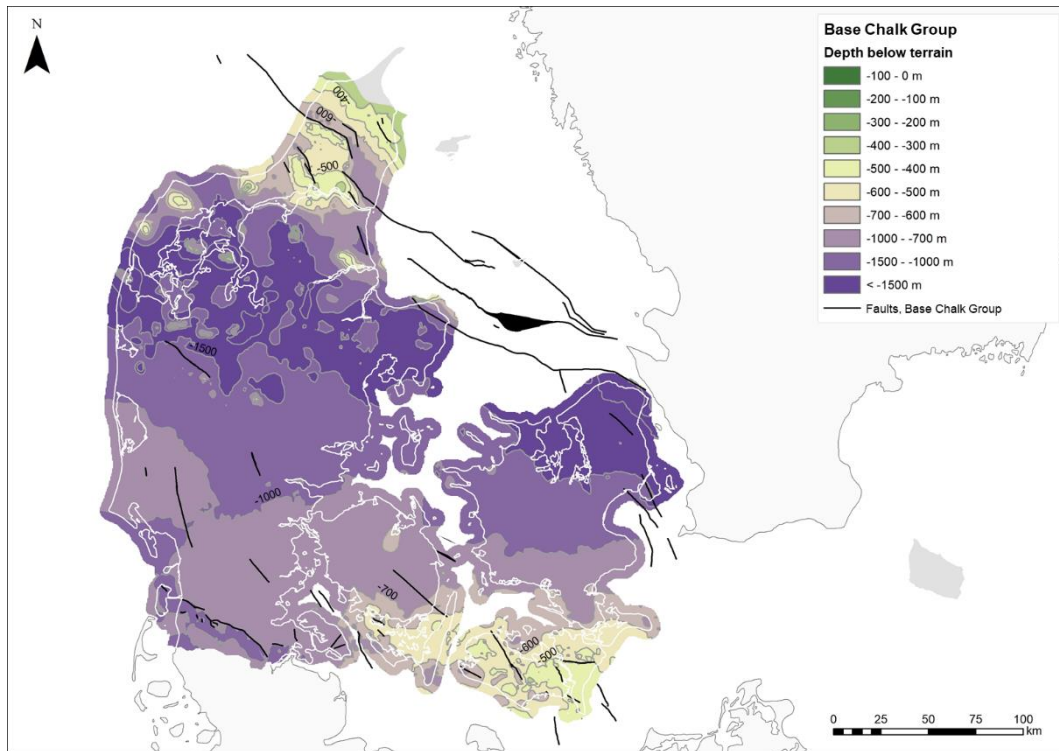 N
Base Chalk Group
Depth below terrain
-100 - 0 m
-200 - -100 m
-300 - -200 m
-400 - -300 m
-500 - -400 m
-600 - -500 m
-700 - -600 m
-1000 - -700 m
-1500 - -1000 m
< -1500 m
Faults, Base Chalk Group
-400
-600
-500
-1500
-1000
-700
-600
-500
0 25 50 75 100
km